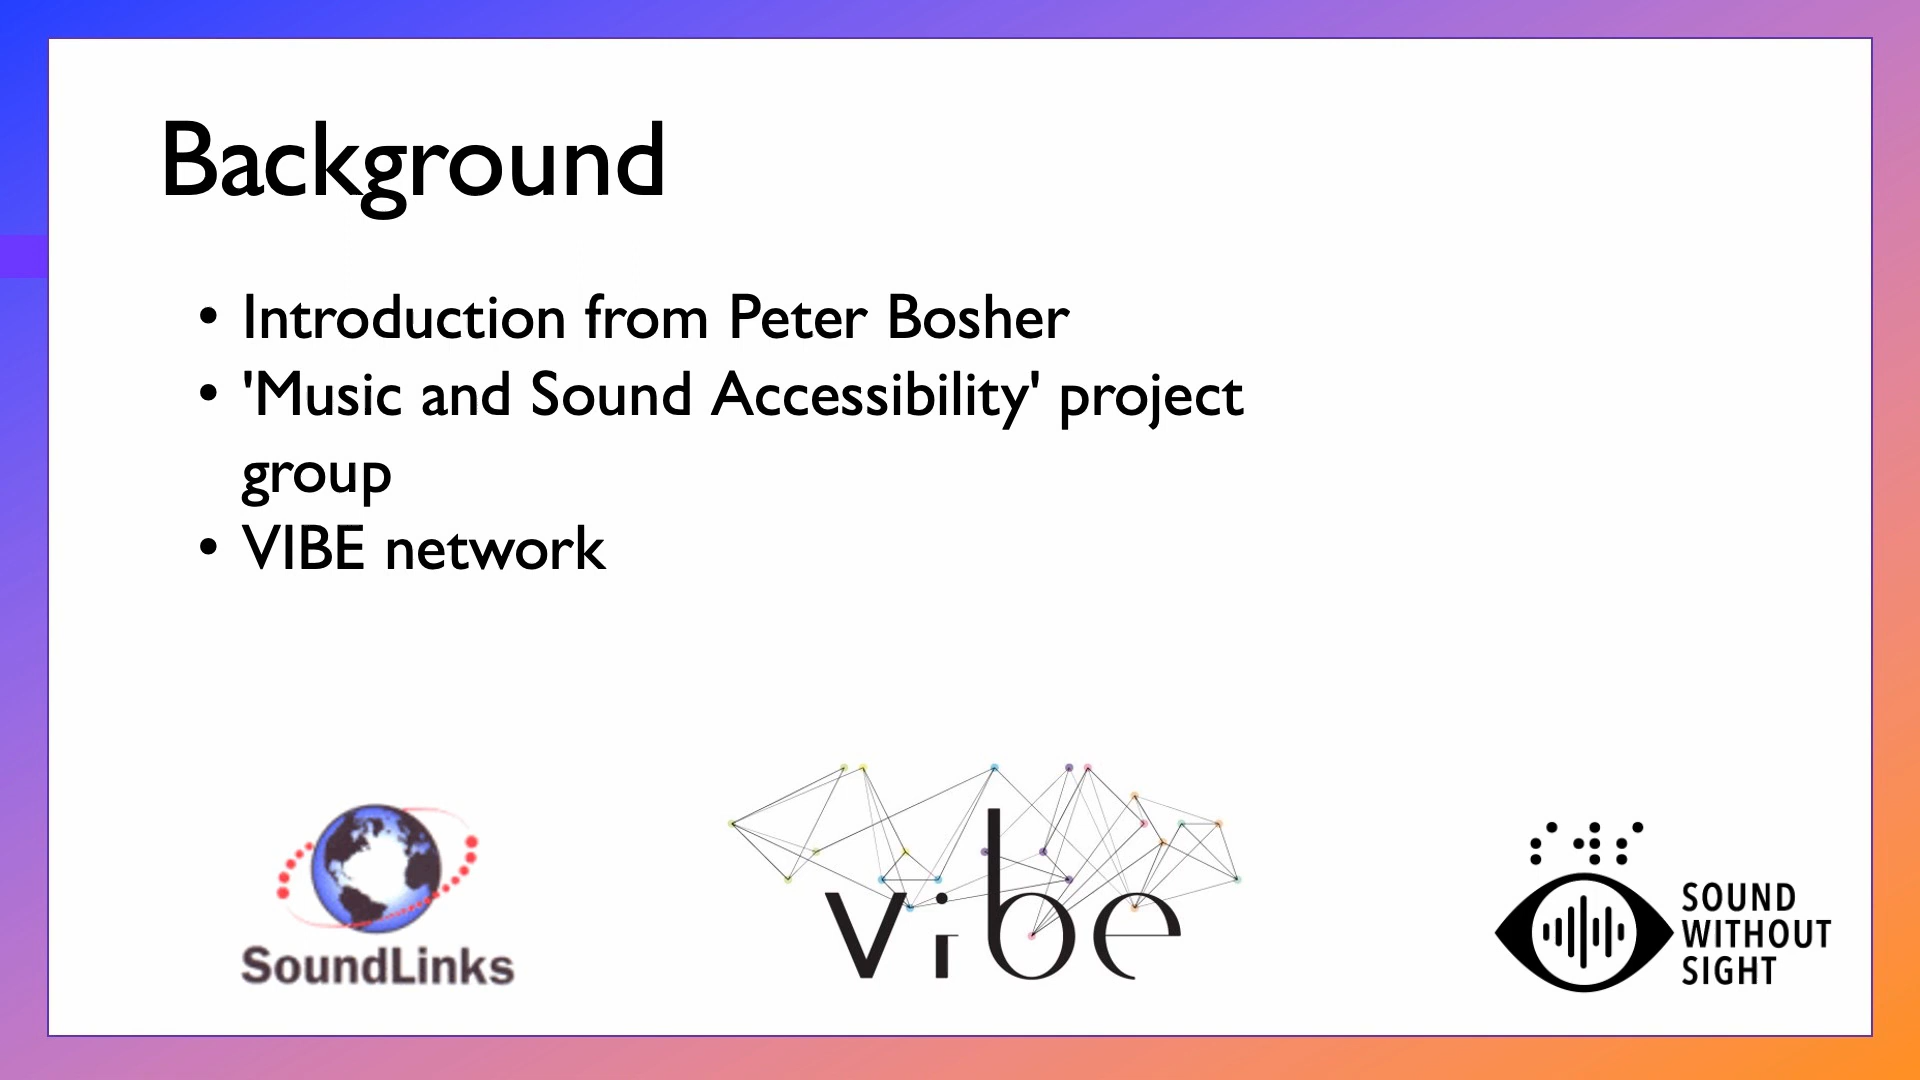 Background
• Introduction from Peter Bosher
• 'Music and Sound Accessibility' project
group
• VIBE network
SoundLinks
vibe
SOUND
WITHOUT
SIGHT